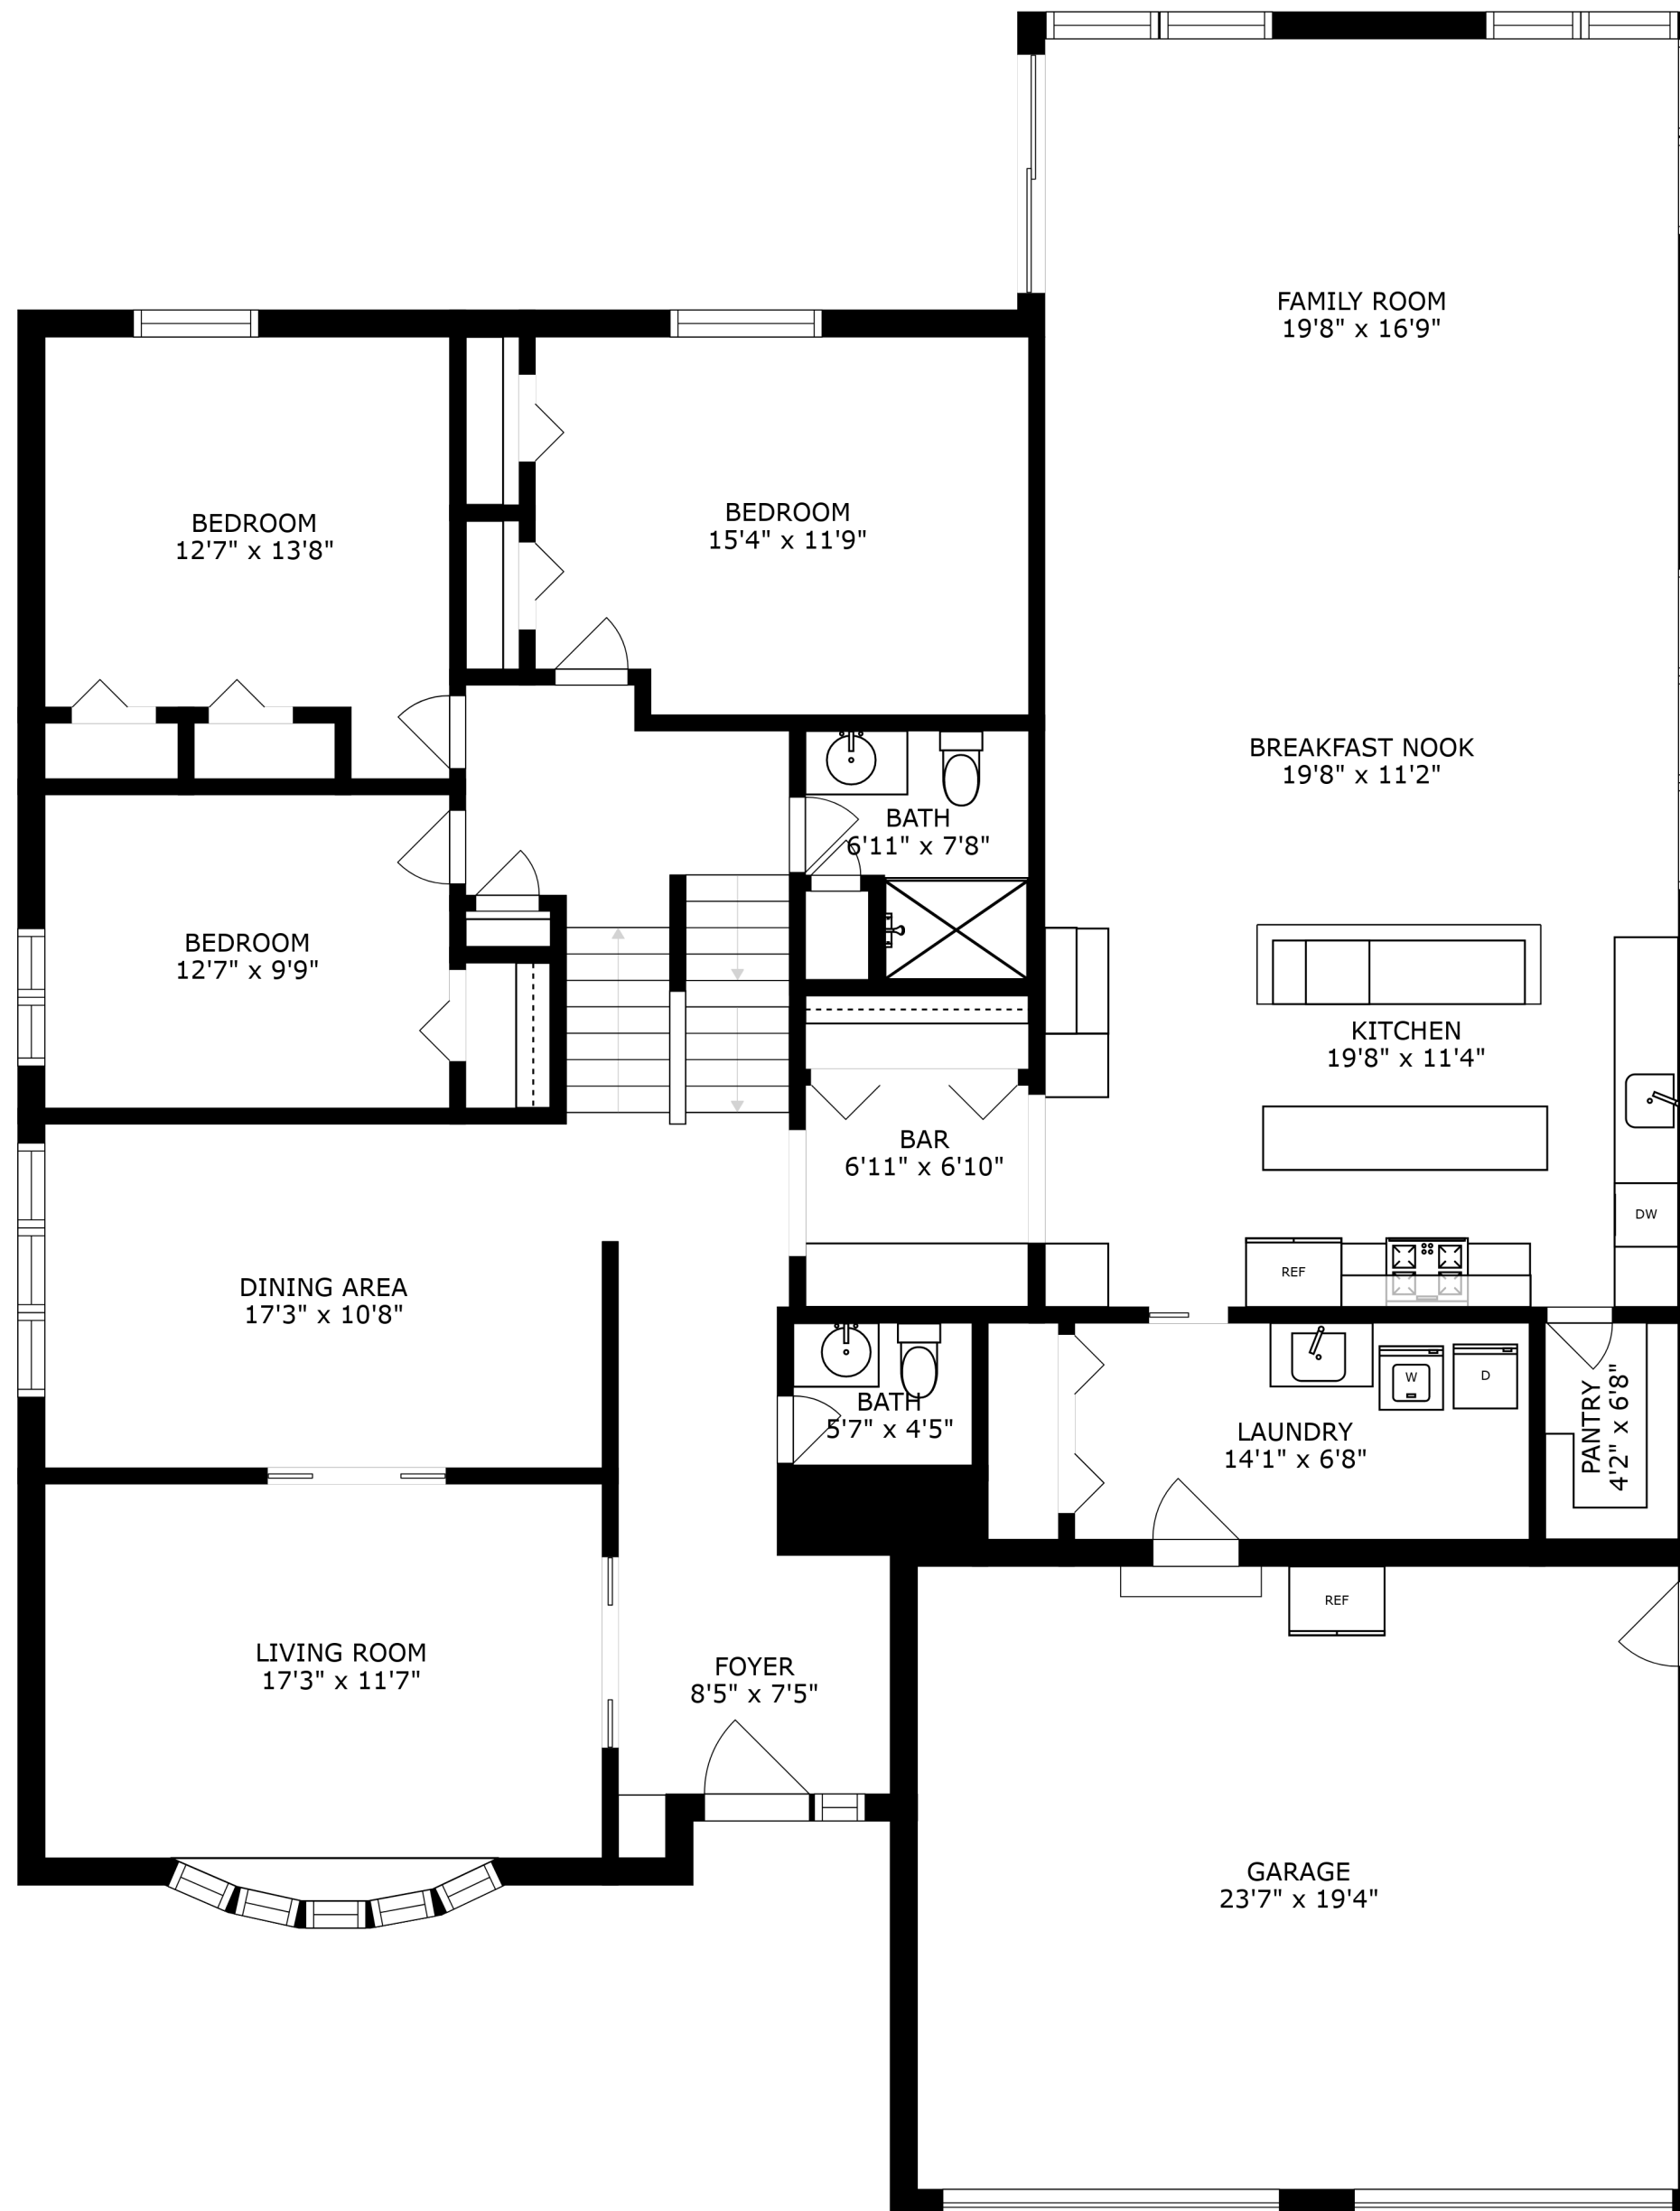 FAMILY ROOM
19'8" x 16'9"
BEDROOM
12'7" x 13'8"
BEDROOM
15'4" x 11'9"
BREAKFAST NOOK
19'8" x 11'2"
BATH
6'11" x 7'8"
BEDROOM
12'7" x 9'9"
KITCHEN
19'8" x 11'4"
BAR
6'11" x 6'10"
DW
REF
DINING AREA
17'3" x 10'8"
BATH
5'7" x 4'5"
W
D
LAUNDRY
14'1" x 6'8"
PANTRY
4'2" x 6'8"
REF
LIVING ROOM
17'3" x 11'7"
FOYER
8'5" x 7'5"
GARAGE
23'7" x 19'4"